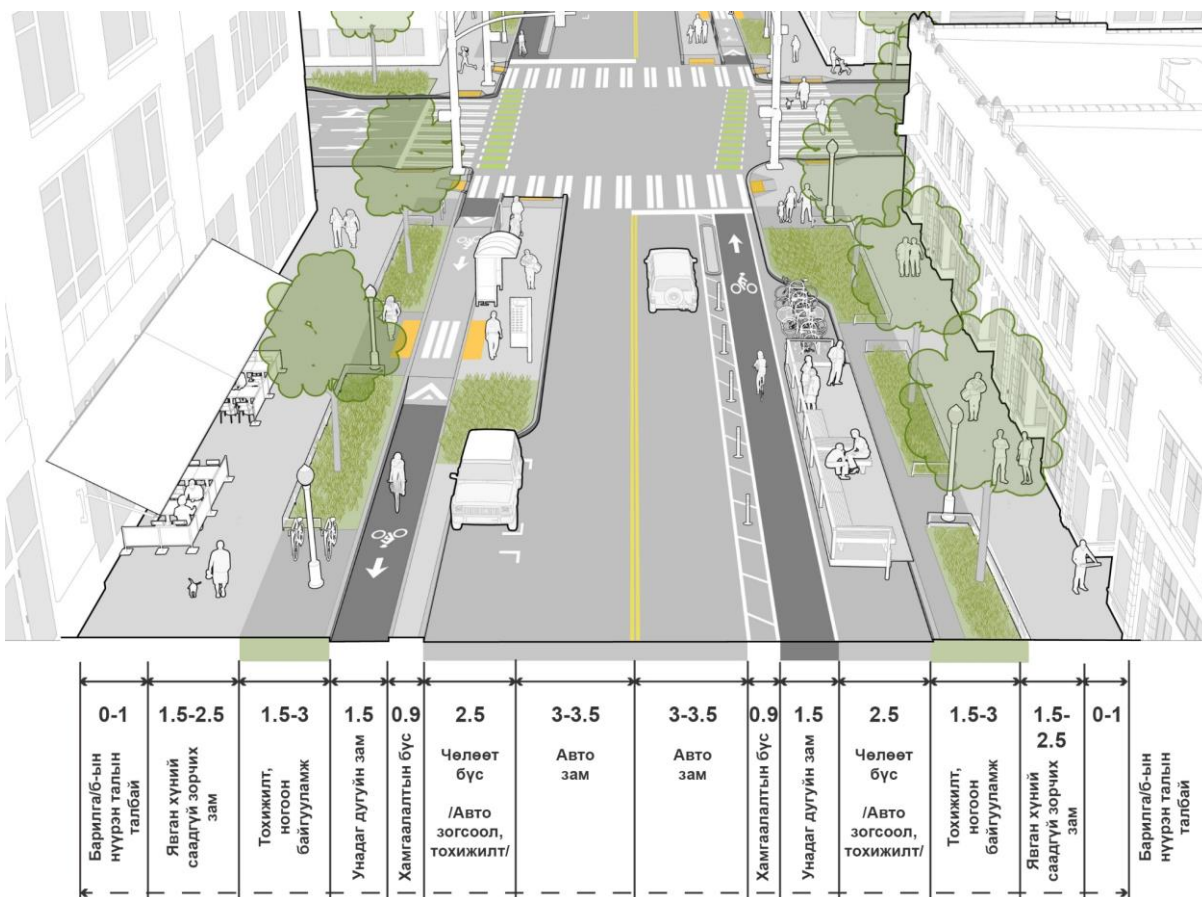 0-1
1.5-2.5
1.5-3
1.5
0.9
2.5
3-3.5
3-3.5
0.9
1.5
2.5
1.5-3
1.5-
2.5
0-1
Барилга/б-ын
нүүрэн талын
талбай
Явган хүний
саадгүй зорчих
зам
Тохижилт,
ногоон
байгууламж
Унадаг дугуйн зам
Хамгаалалтын бүс
Чөлөөт
бүс
/Авто
зогсоол,
тохижилт/
Авто
зам
Авто
зам
Хамгаалалтын бүс
Унадаг дугуйн зам
Чөлөөт
бүс
/Авто
зогсоол,
тохижилт/
Тохижилт,
ногоон
байгууламж
Явган хүний
саадгүй зорчих
зам
Барилга/б-ын
нүүрэн талын
талбай